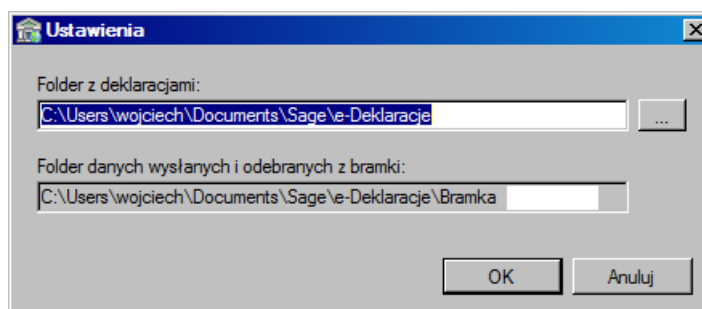 Ustawienia
Folder z deklaracjami:
C:\Users\wojciech\Documents\Sage\e-Deklaracje
...
Folder danych wysłanych i odebranych z bramki:
C:\Users\wojciech\Documents\Sage\e-Deklaracje\Bramka
OK
Anuluj